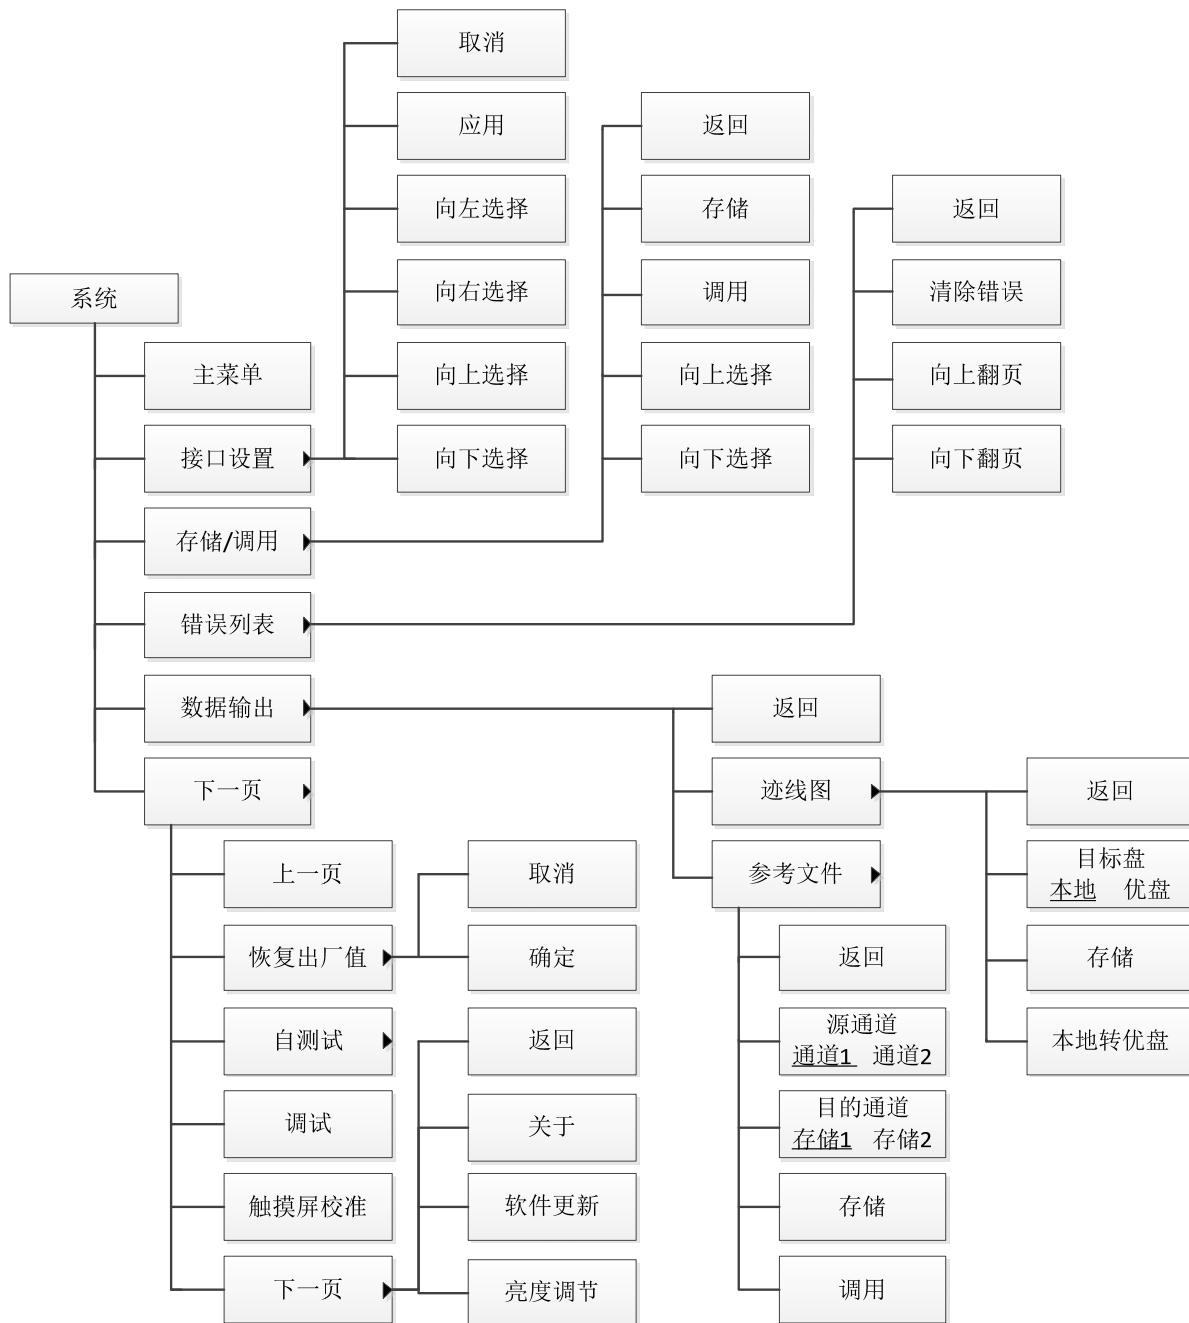 取消
应用
向左选择
向右选择
向上选择
向下选择
返回
存储
调用
向上选择
向下选择
返回
清除错误
向上翻页
向下翻页
系统
主菜单
接口设置
存储/调用
错误列表
数据输出
下一页
返回
迹线图
参考文件
返回
目标盘
本地 优盘
存储
本地转优盘
上一页
恢复出厂值
自测试
调试
触摸屏校准
下一页
取消
确定
返回
关于
软件更新
亮度调节
返回
源通道
通道1 通道2
目的通道
存储1 存储2
存储
调用